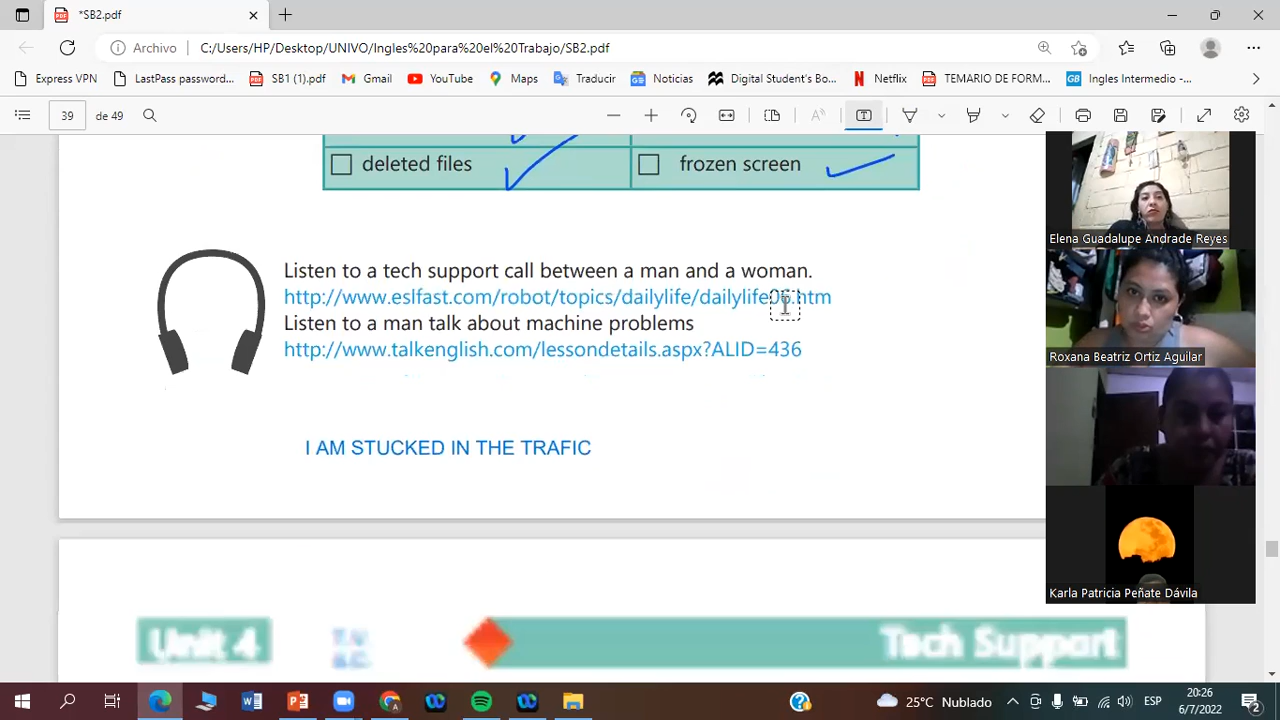 *SB2.pdf
Archivo
C:/Users/HP/Desktop/UNIVO/Ingles%20para%20el%20Trabajo/SB2.pdf
Express VPN
LastPass password...
SB1 (1).pdf
Gmail
YouTube
Maps
Traducir
Noticias
Digital Student's Bo...
Netflix
TEMARIO DE FORM...
Ingles Intermedio -...
39 de 49
deleted files
frozen screen
Listen to a tech support call between a man and a woman.
http://www.eslfast.com/robot/topics/dailylife/dailylife htm
Listen to a man talk about machine problems
http://www.talkenglish.com/lessondetails.aspx?ALID=436
I AM STUCKED IN THE TRAFIC
Unit 4
Tech Support
Elena Guadalupe Andrade Reyes
Roxana Beatriz Ortiz Aguilar
Karla Patricia Peñate Dávila
25°C Nublado
ESP
20:26
6/7/2022
2